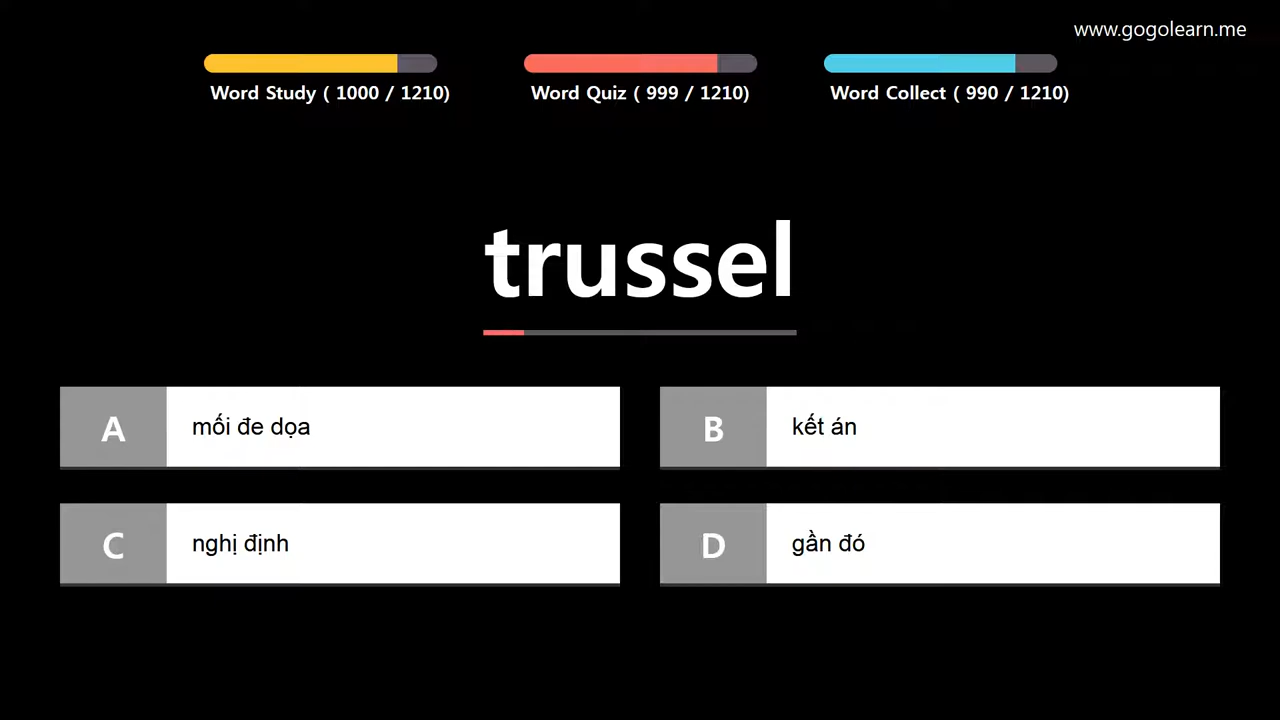 www.gogolearn.me
Word Study ( 1000 / 1210)
Word Quiz ( 999 / 1210)
Word Collect ( 990 / 1210)
trussel
A mối đe dọa
B kết án
C nghị định
D gần đó